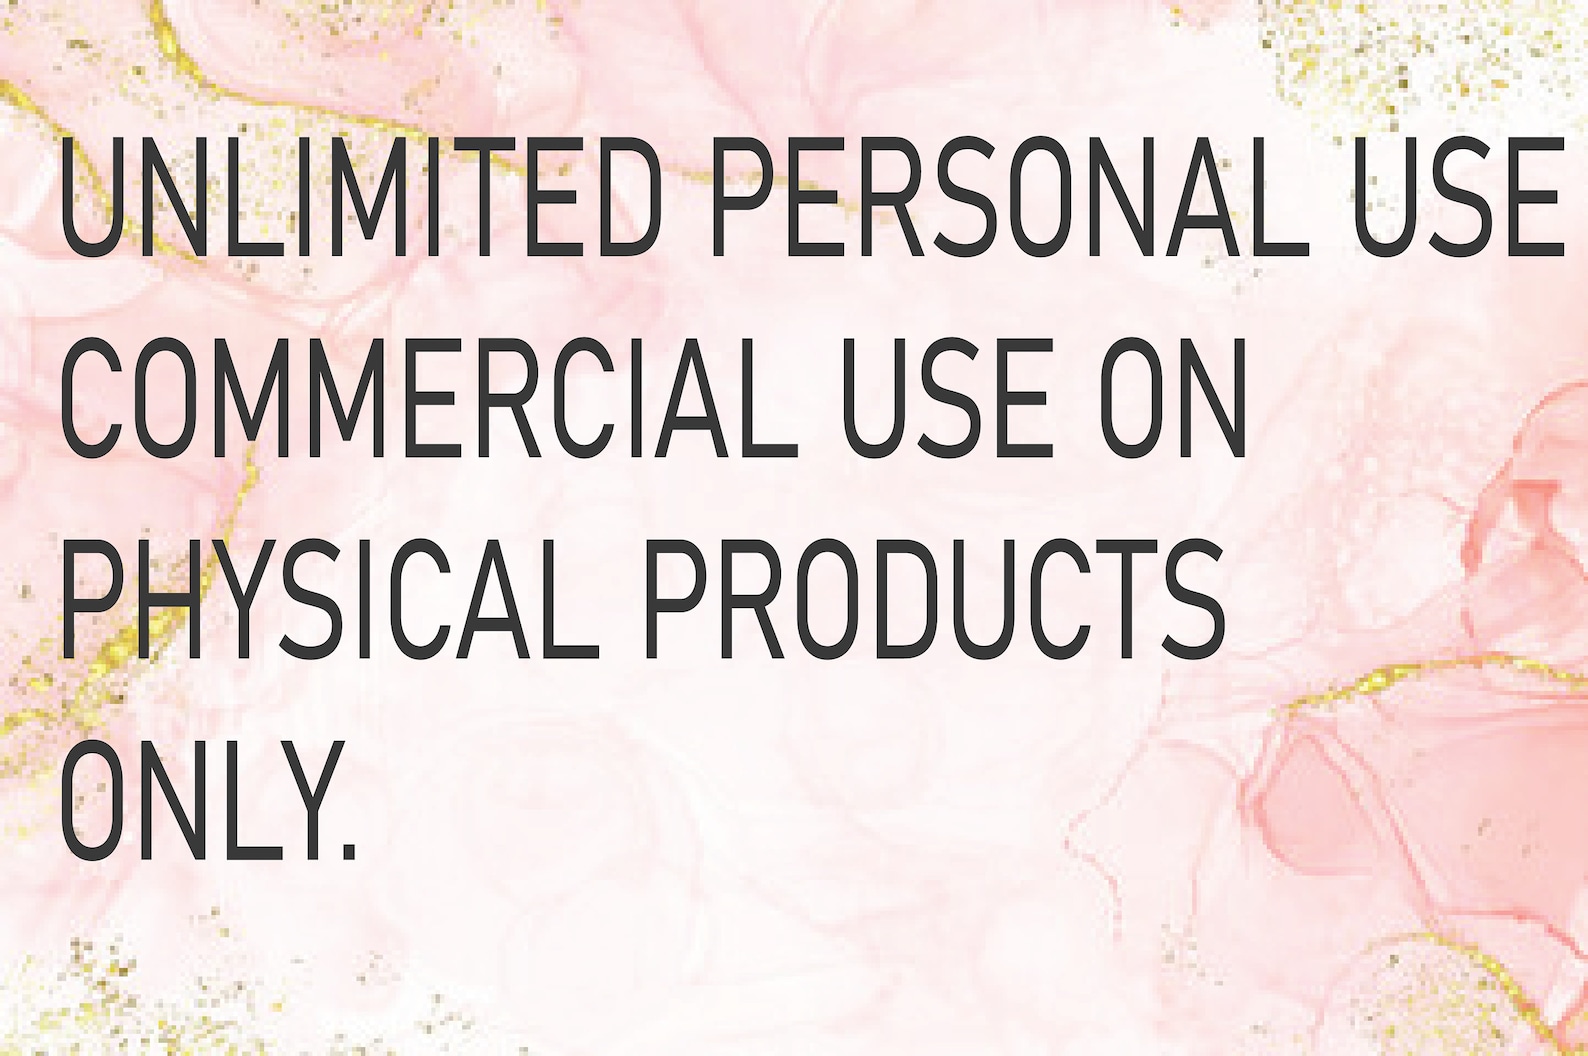 UNLIMITED PERSONAL USE
COMMERCIAL USE ON
PHYSICAL PRODUCTS
ONLY.